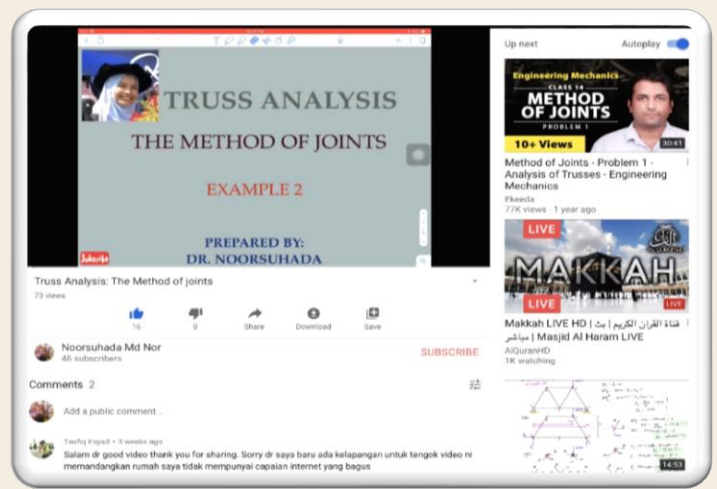 TRUSS ANALYSIS
THE METHOD OF JOINTS
EXAMPLE 2
PREPARED BY:
DR. NOORSUHADA
Subscribe
Truss Analysis: The Method of joints
73 views
16
0
Share
Download
Save
Noorsuhada Md Nor
46 subscribers
SUBSCRIBE
Comments 2
Add a public comment...
Taufiq Irsyad • 3 weeks ago
Salam dr good video thank you for sharing. Sorry dr saya baru ada kelapangan untuk tengok video ni
memandangkan rumah saya tidak mempunyai capaian internet yang bagus
Up next
Autoplay
Engineering Mechanics
CLASS 14
METHOD
OF JOINTS
PROBLEM 1
10+ Views
30:41
Method of Joints - Problem 1 -
Analysis of Trusses - Engineering
Mechanics
Ekeeda
77K views · 1 year ago
LIVE
MAKKAH
LIVE
LIVE
Makkah LIVE HD | قناة القران الكريم | بث
مباشر | Masjid Al Haram LIVE
AlQuranHD
1K watching
14:53